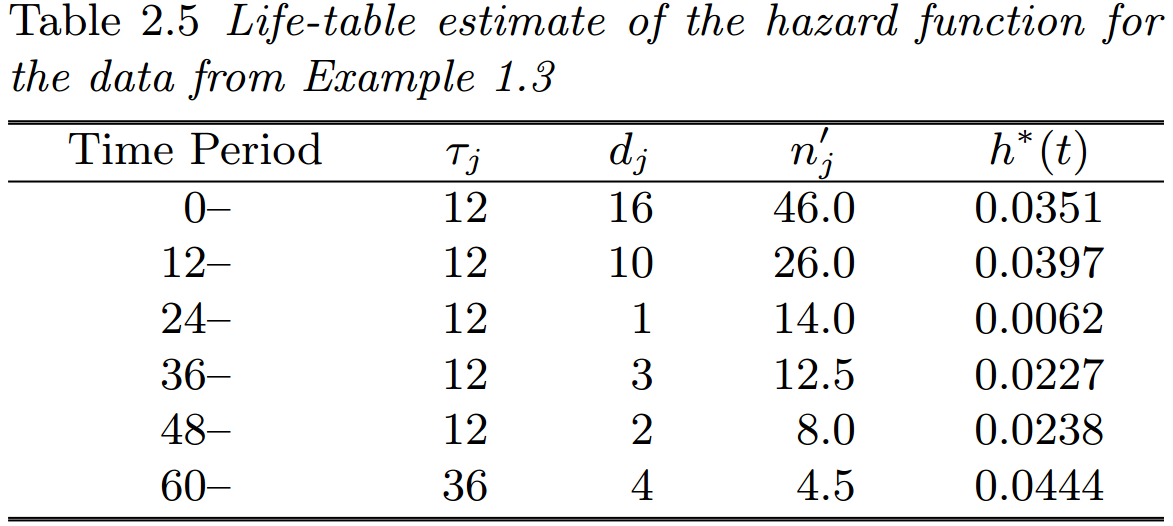 Table 2.5 Life-table estimate of the hazard function for
the data from Example 1.3
Time Period τⱼ dⱼ n′ⱼ h*(t)
0– 12 16 46.0 0.0351
12– 12 10 26.0 0.0397
24– 12 1 14.0 0.0062
36– 12 3 12.5 0.0227
48– 12 2 8.0 0.0238
60– 36 4 4.5 0.0444